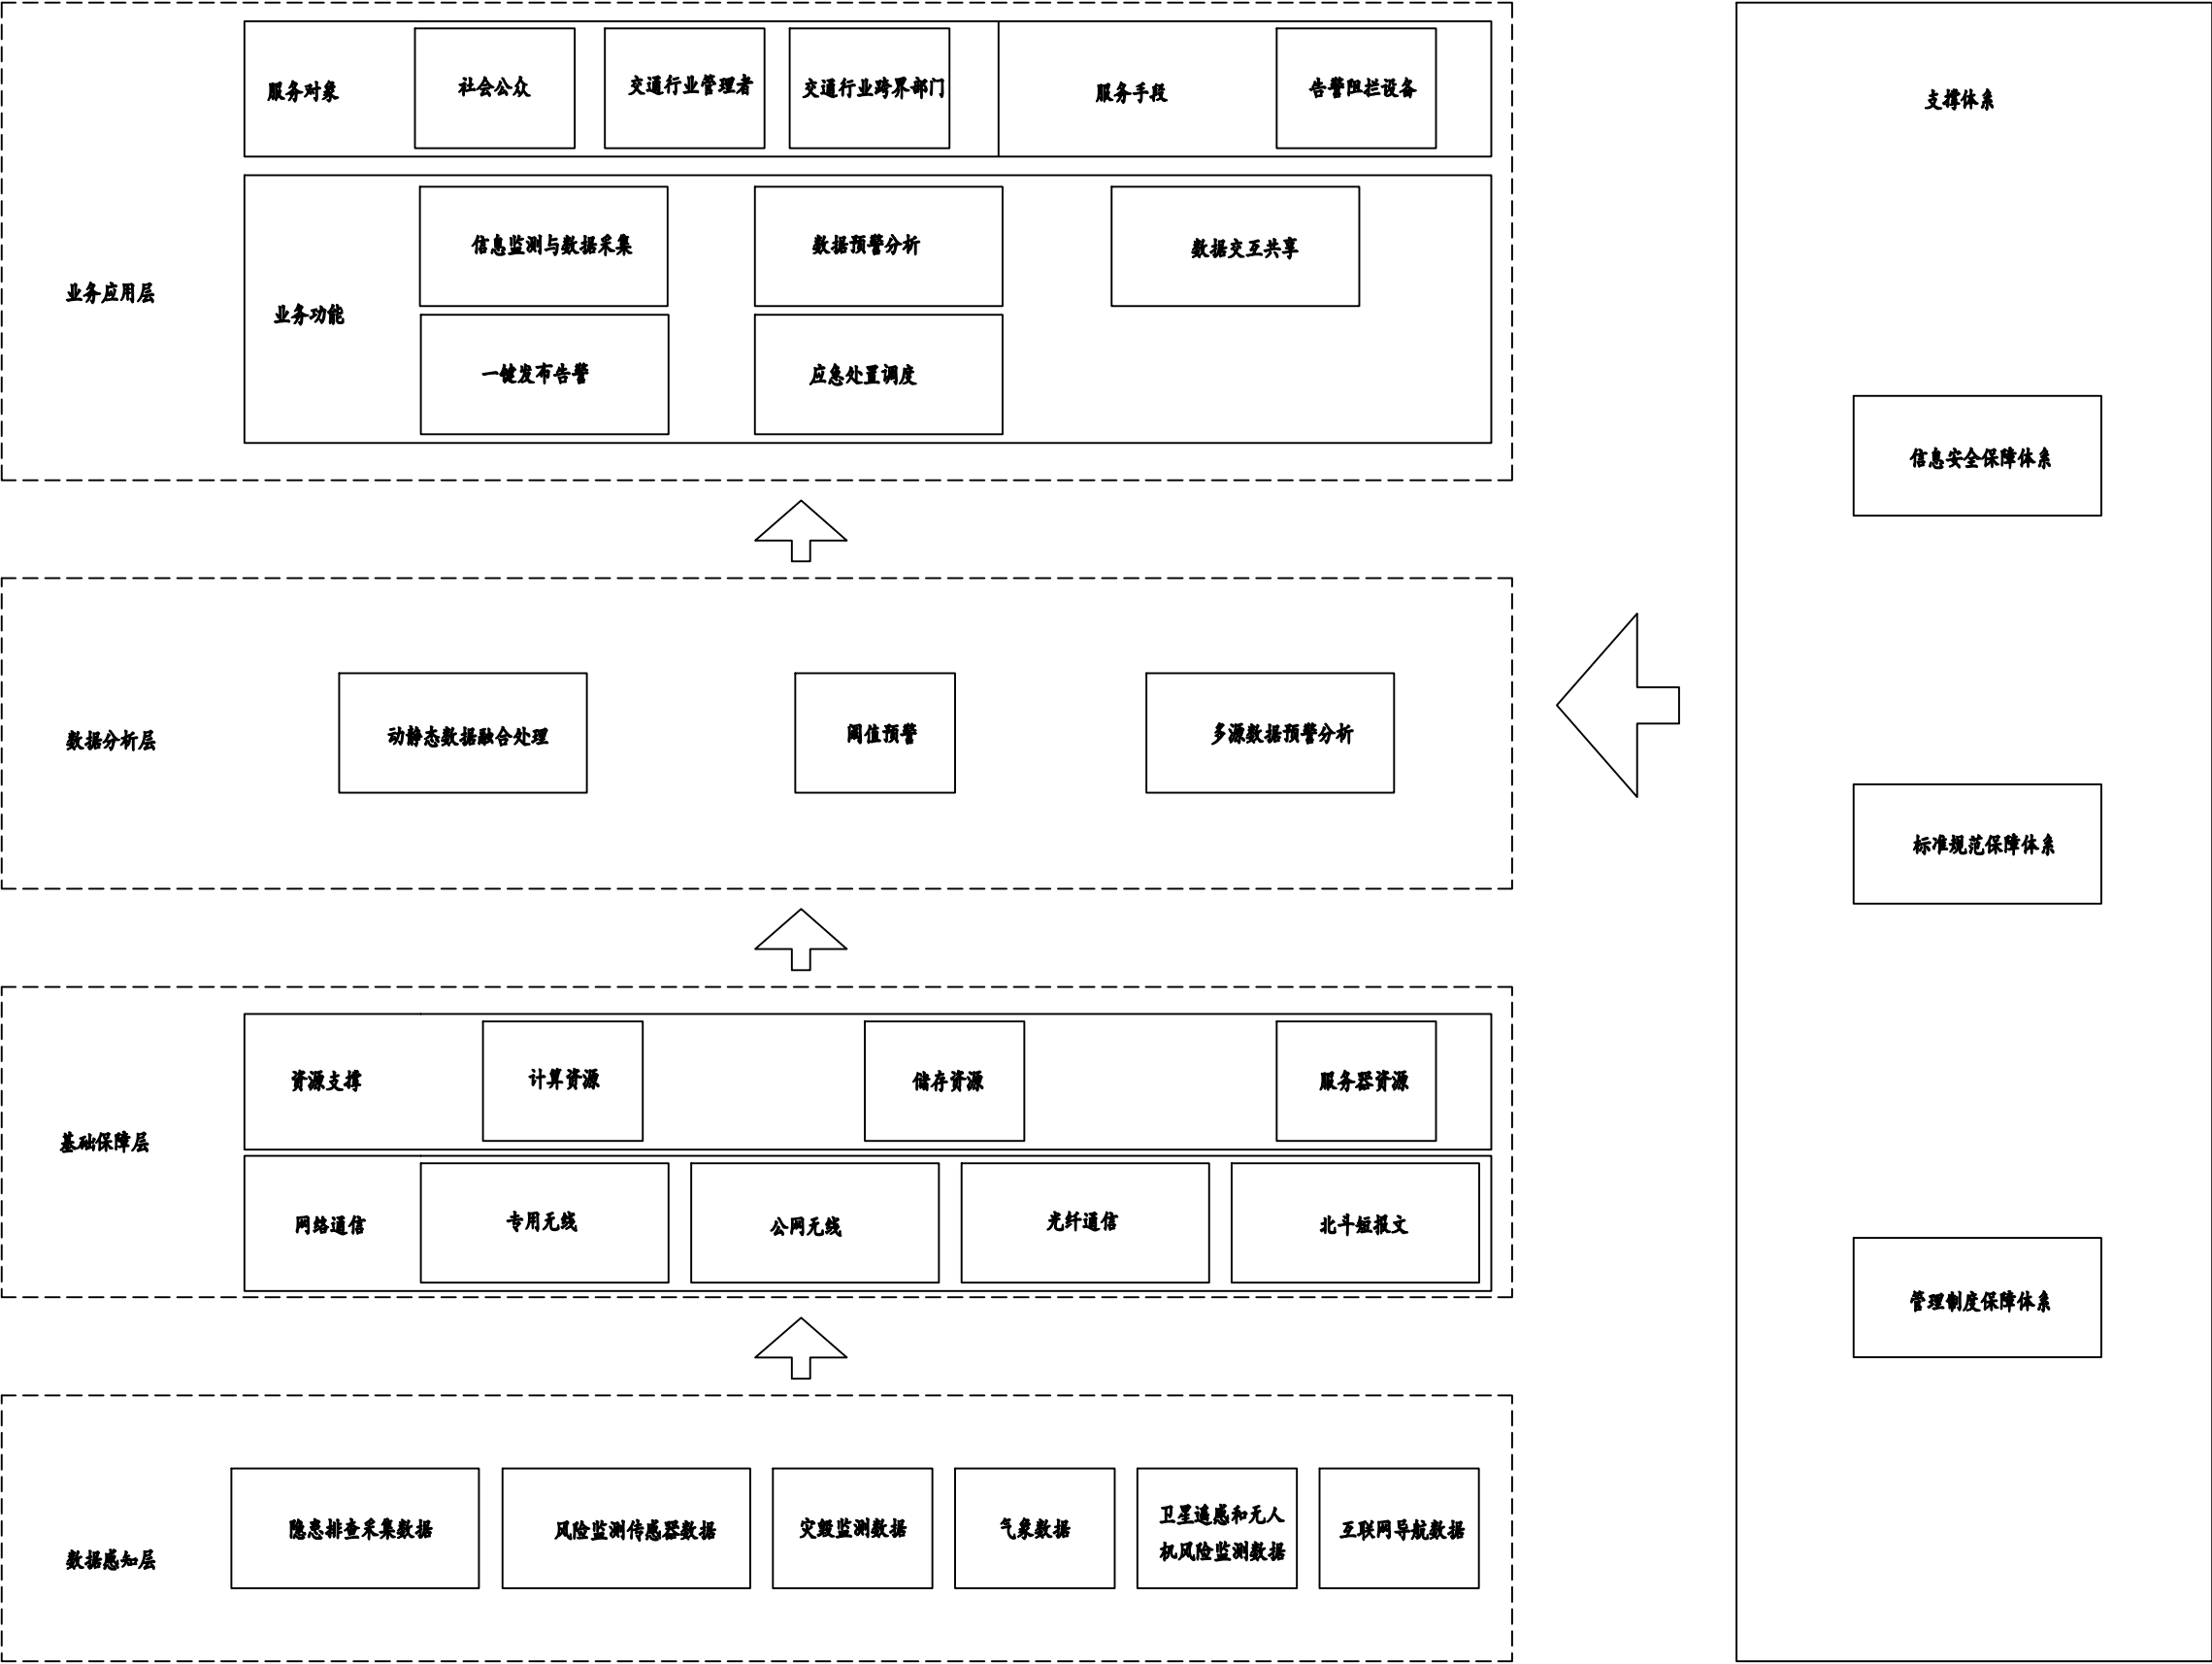 服务对象
社会公众
交通行业管理者
交通行业跨界部门
服务手段
告警阻拦设备
业务应用层
业务功能
信息监测与数据采集
数据预警分析
数据交互共享
一键发布告警
应急处置调度
数据分析层
动静态数据融合处理
阈值预警
多源数据预警分析
基础保障层
资源支撑
计算资源
储存资源
服务器资源
网络通信
专用无线
公网无线
光纤通信
北斗短报文
数据感知层
隐患排查采集数据
风险监测传感器数据
灾毁监测数据
气象数据
卫星遥感和无人
机风险监测数据
互联网导航数据
支撑体系
信息安全保障体系
标准规范保障体系
管理制度保障体系